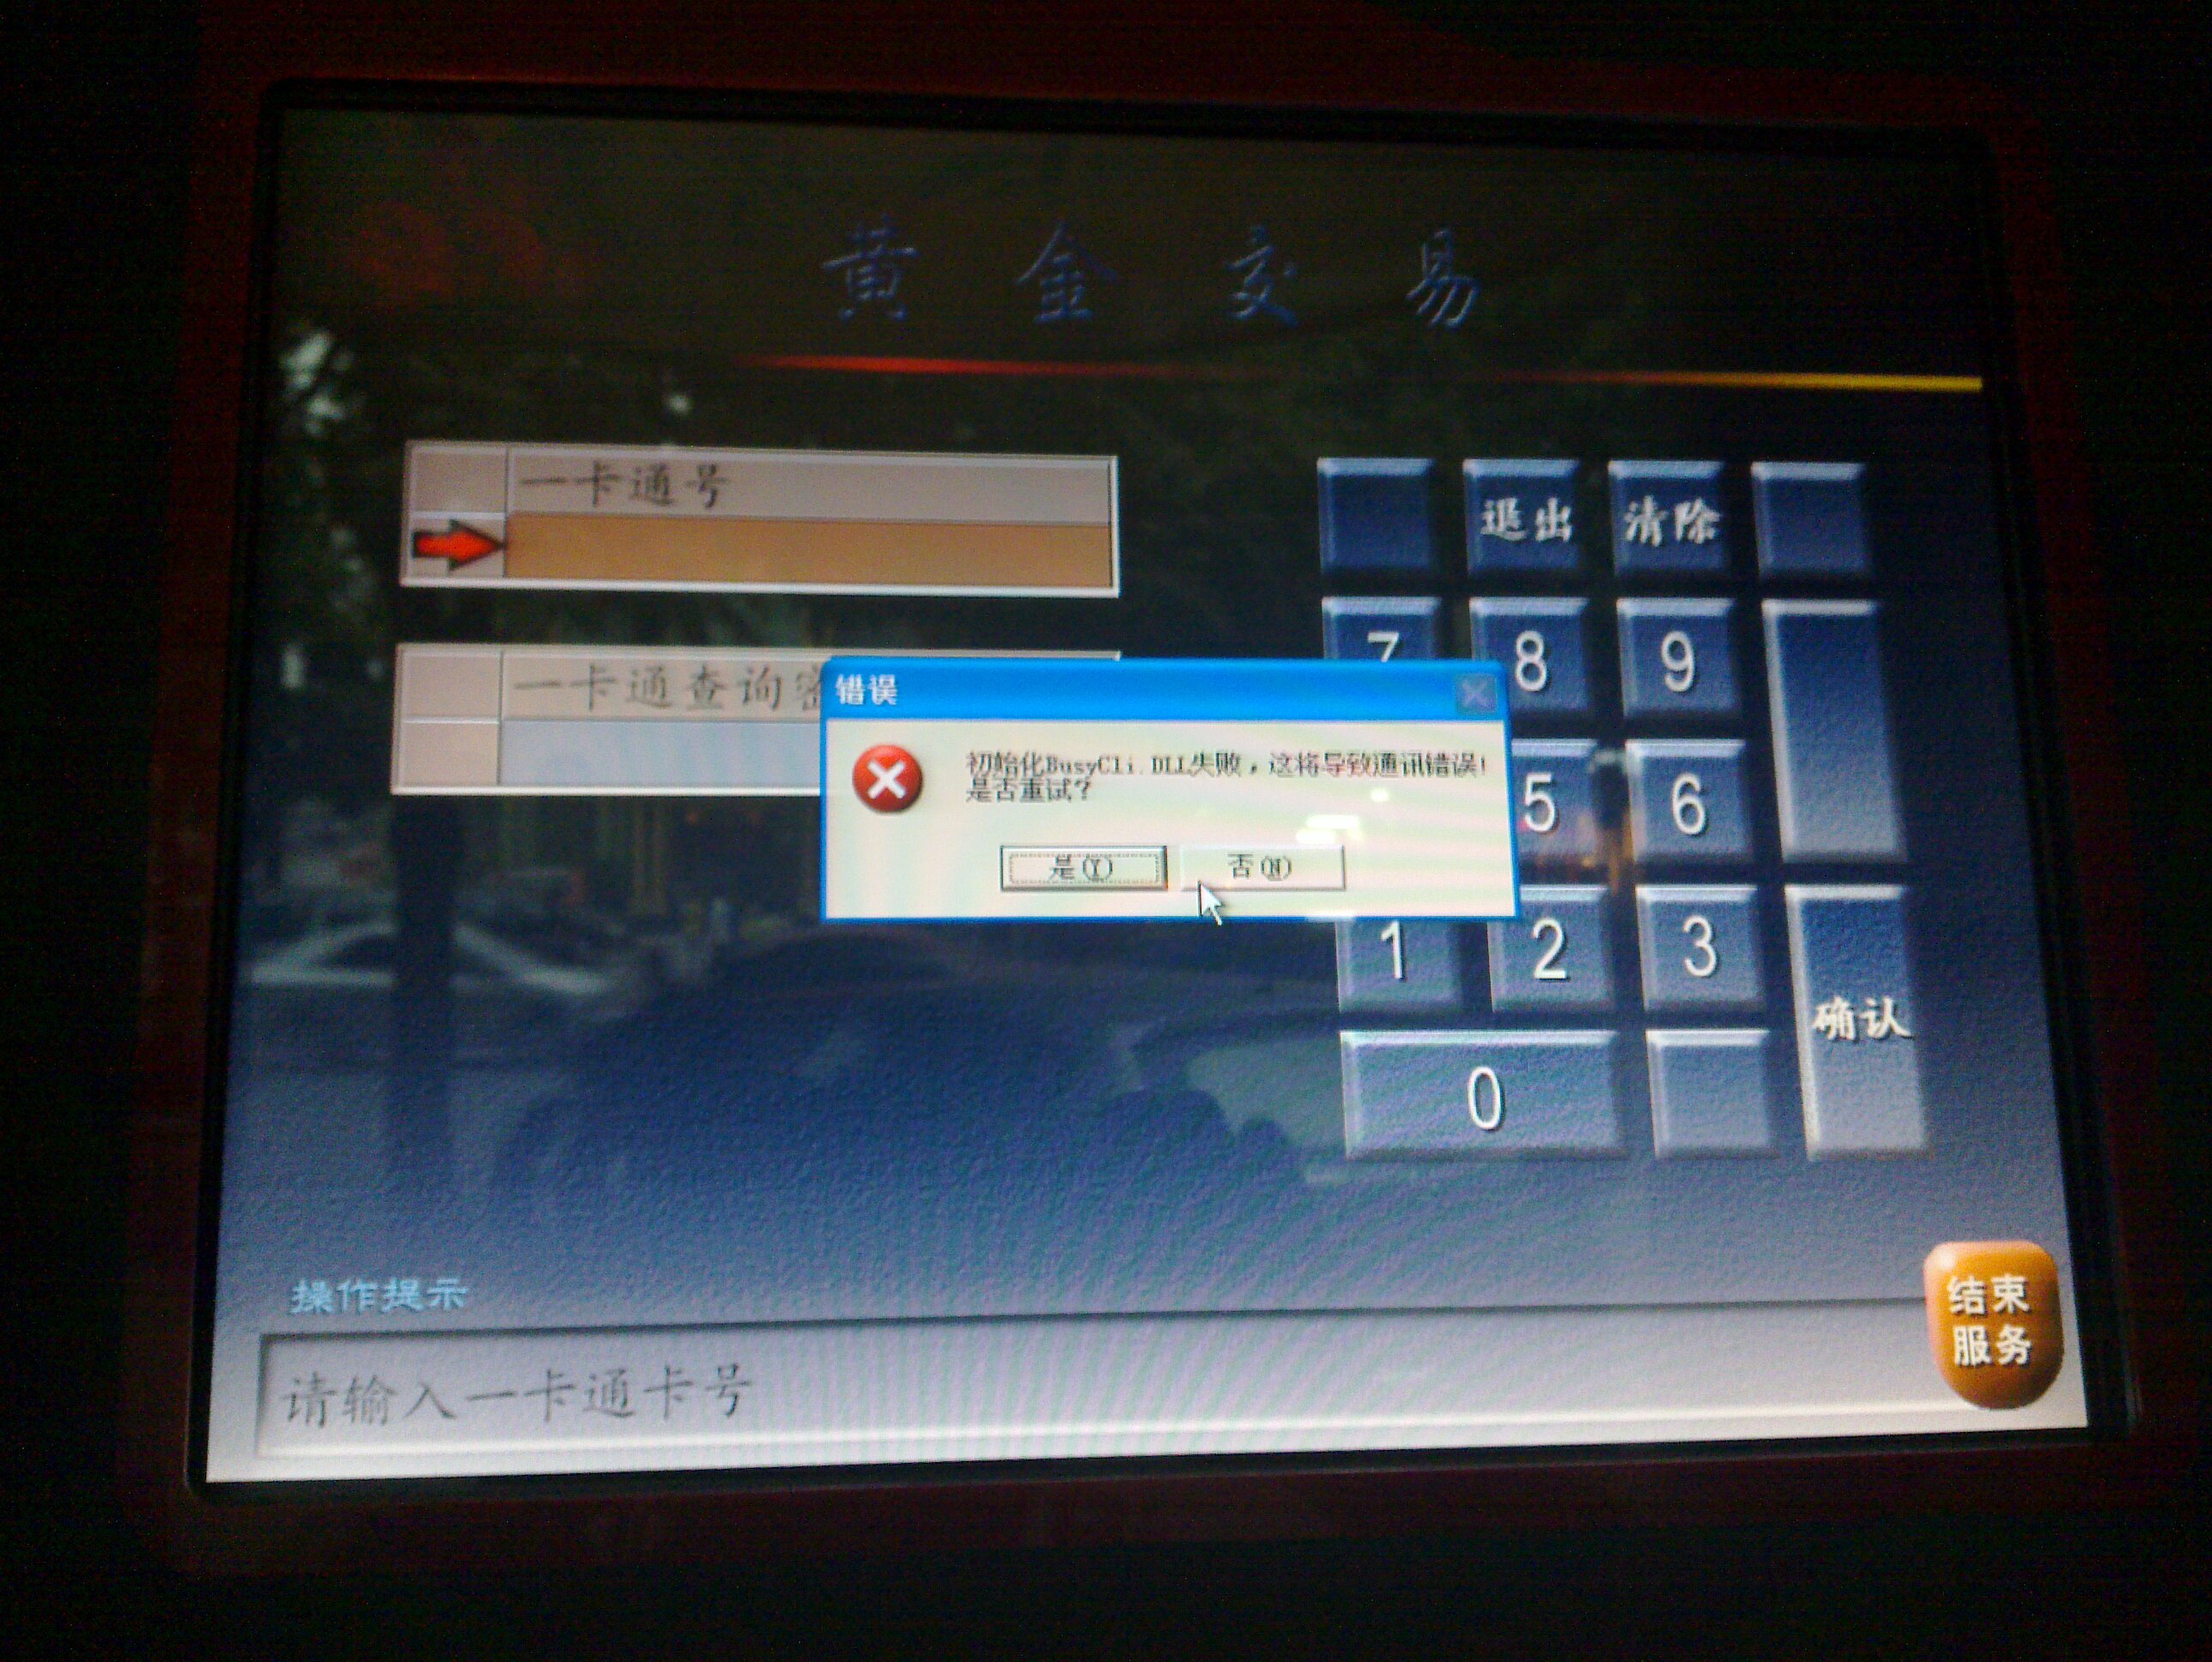 黄金交易
一卡通号
一卡通查询
退出 清除
7 8 9
错误
初始化BusyCli.DLL失败，这将导致通讯错误!
是否重试?
是(Y) 否(N)
5 6
1 2 3
确认
0
操作提示
请输入一卡通卡号
结束
服务